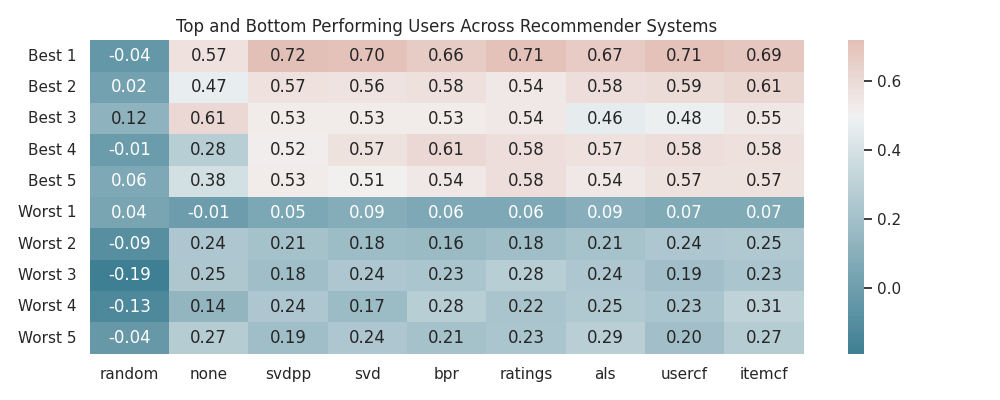 Top and Bottom Performing Users Across Recommender Systems
Best 1 -0.04 0.57 0.72 0.70 0.66 0.71 0.67 0.71 0.69
Best 2 0.02 0.47 0.57 0.56 0.58 0.54 0.58 0.59 0.61
Best 3 0.12 0.61 0.53 0.53 0.53 0.54 0.46 0.48 0.55
Best 4 -0.01 0.28 0.52 0.57 0.61 0.58 0.57 0.58 0.58
Best 5 0.06 0.38 0.53 0.51 0.54 0.58 0.54 0.57 0.57
Worst 1 0.04 -0.01 0.05 0.09 0.06 0.06 0.09 0.07 0.07
Worst 2 -0.09 0.24 0.21 0.18 0.16 0.18 0.21 0.24 0.25
Worst 3 -0.19 0.25 0.18 0.24 0.23 0.28 0.24 0.19 0.23
Worst 4 -0.13 0.14 0.24 0.17 0.28 0.22 0.25 0.23 0.31
Worst 5 -0.04 0.27 0.19 0.24 0.21 0.23 0.29 0.20 0.27
random none svdpp svd bpr ratings als usercf itemcf
0.6
0.4
0.2
0.0